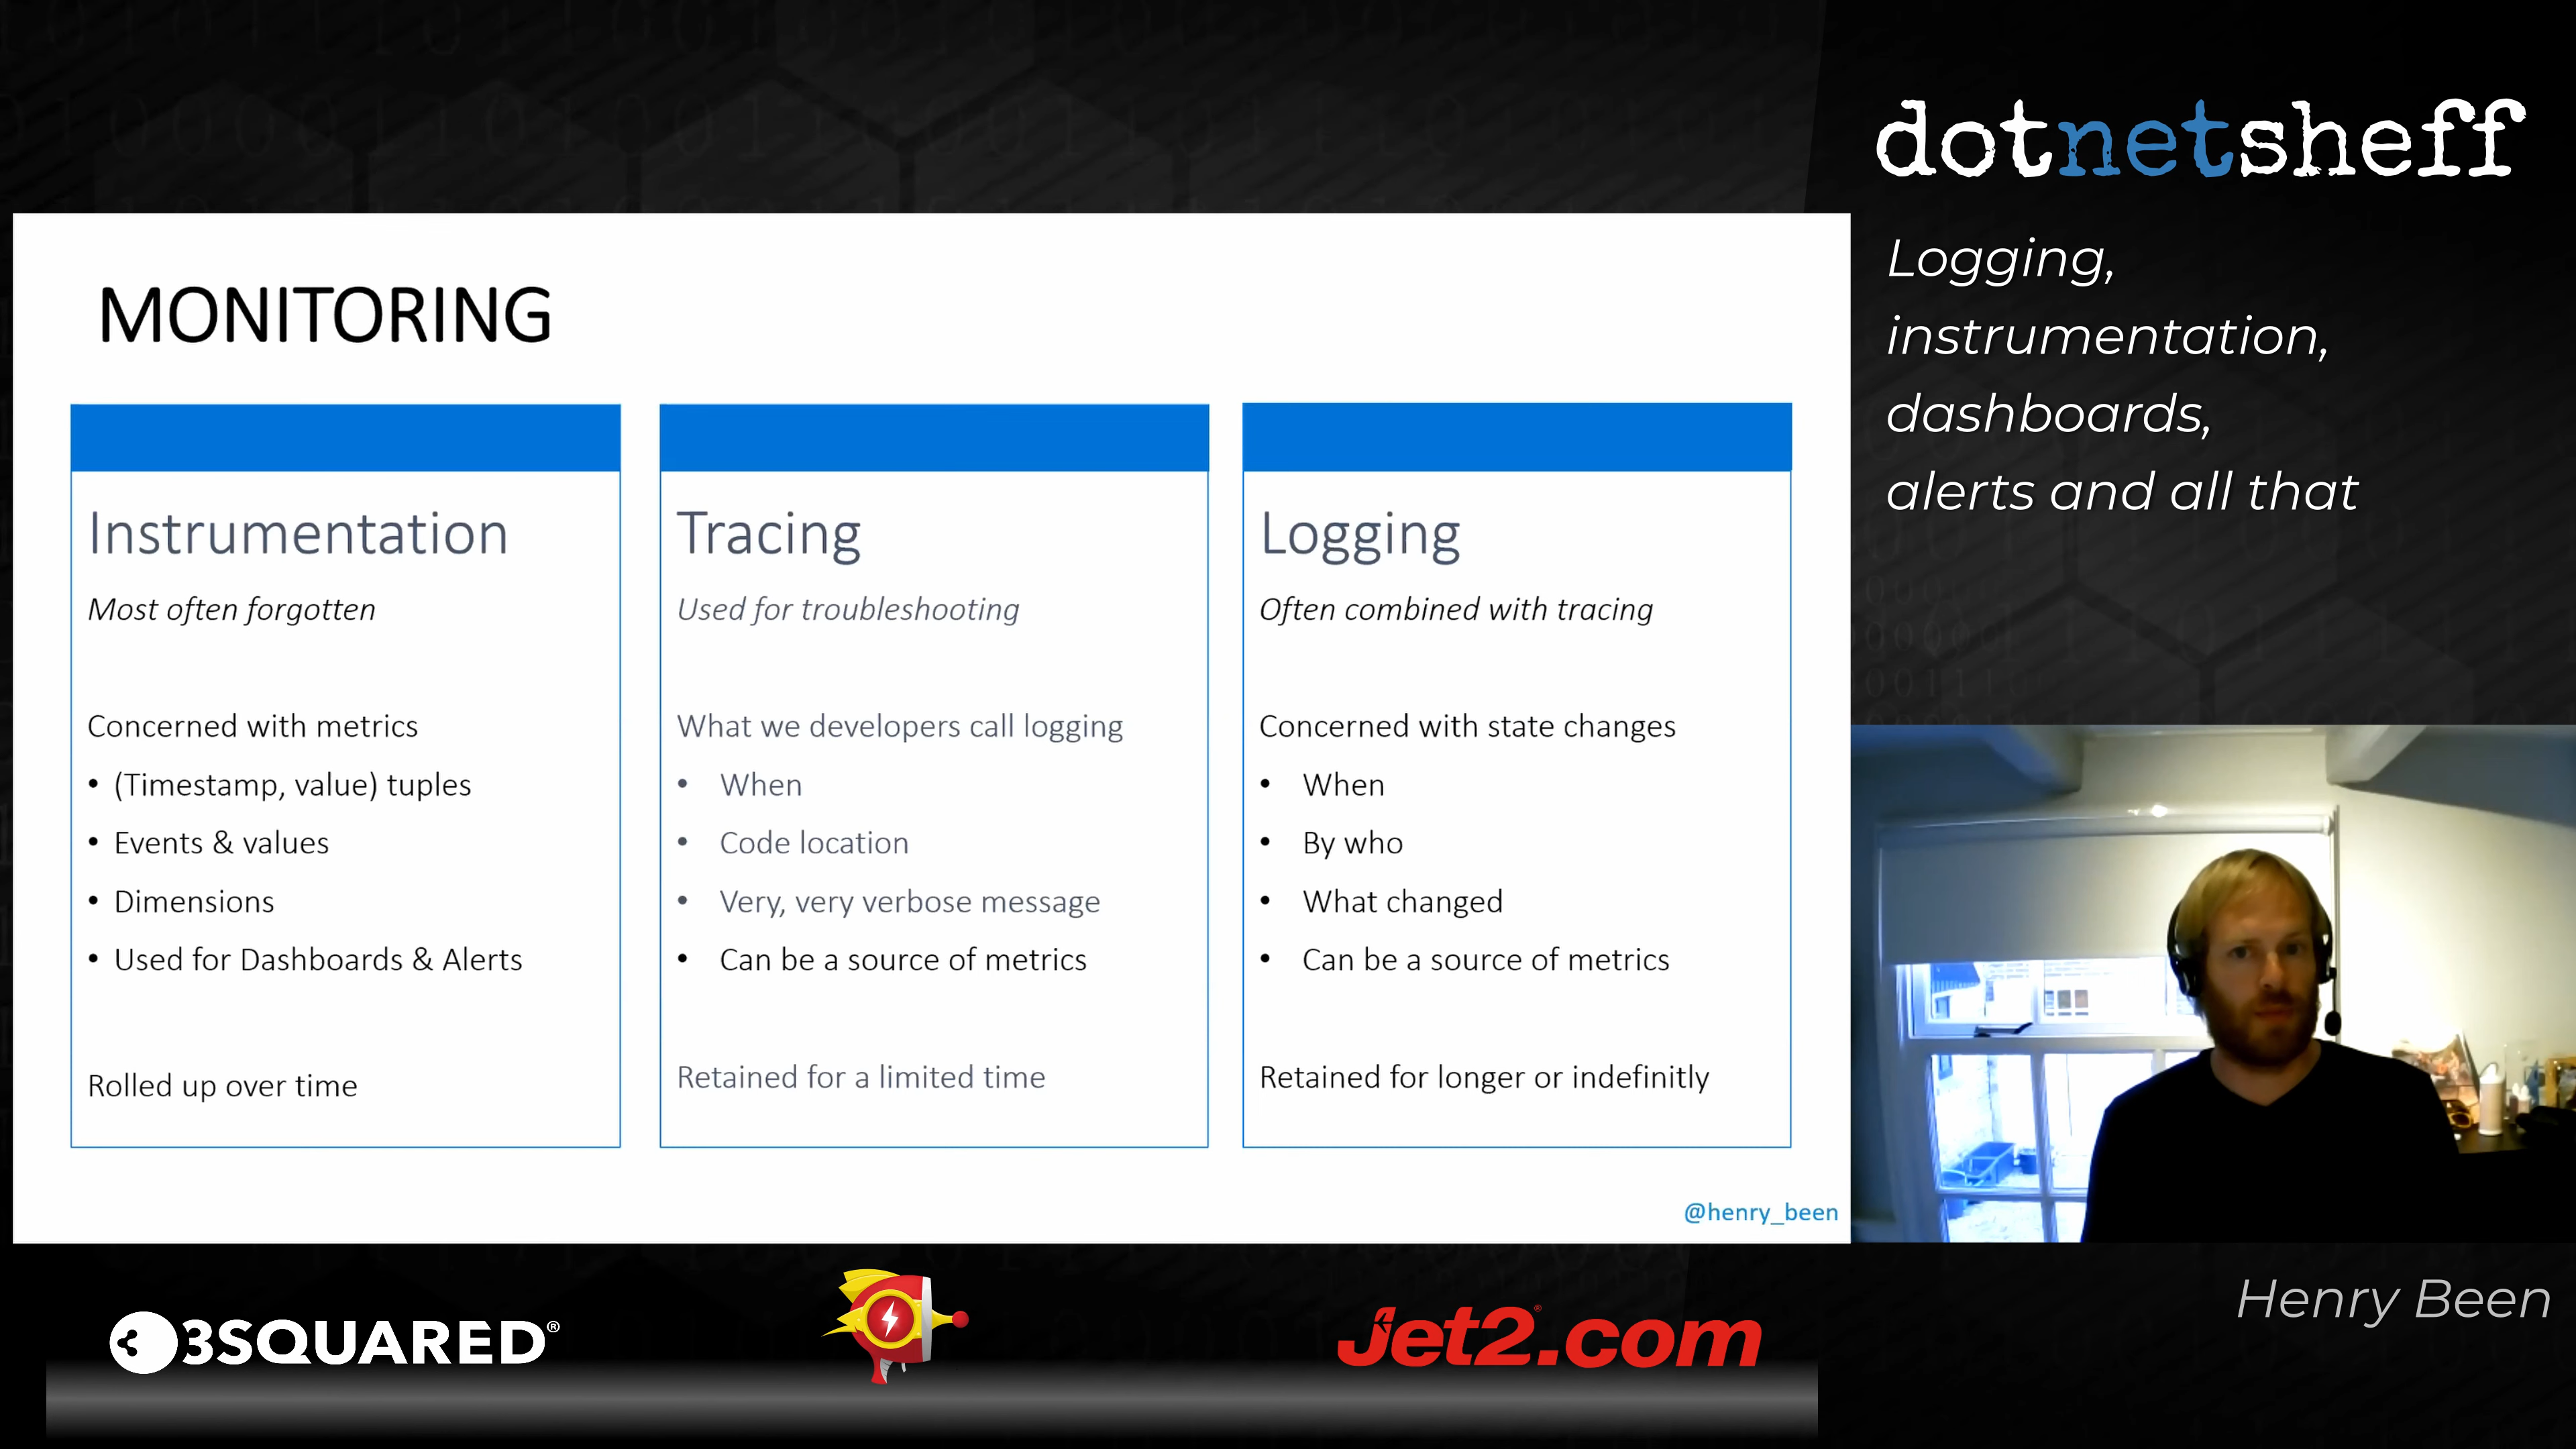 dotnetsheff
Logging,
instrumentation,
dashboards,
alerts and all that
MONITORING
Instrumentation
Most often forgotten
Concerned with metrics
• (Timestamp, value) tuples
• Events & values
• Dimensions
• Used for Dashboards & Alerts
Rolled up over time
Tracing
Used for troubleshooting
What we developers call logging
• When
• Code location
• Very, very verbose message
• Can be a source of metrics
Retained for a limited time
Logging
Often combined with tracing
Concerned with state changes
• When
• By who
• What changed
• Can be a source of metrics
Retained for longer or indefinitly
@henry_been
Henry Been
3SQUARED®
Jet2.com®